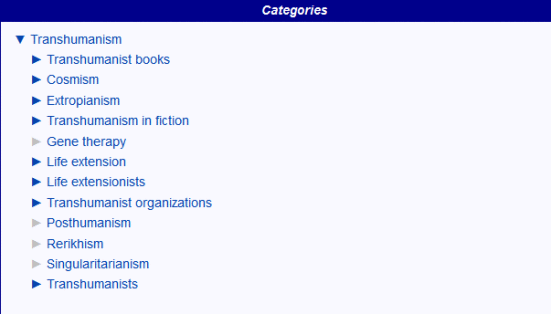 Categories
Transhumanism
Transhumanist books
Cosmism
Extropianism
Transhumanism in fiction
Gene therapy
Life extension
Life extensionists
Transhumanist organizations
Posthumanism
Rerikhism
Singularitarianism
Transhumanists